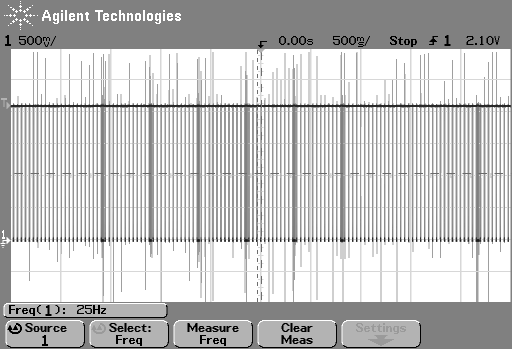 Agilent Technologies
1 500mV/ 0.00s 500ms/ Stop 1 2.10V
T
1
Freq(1): 25Hz
Source 1
Select: Freq
Measure Freq
Clear Meas
Settings